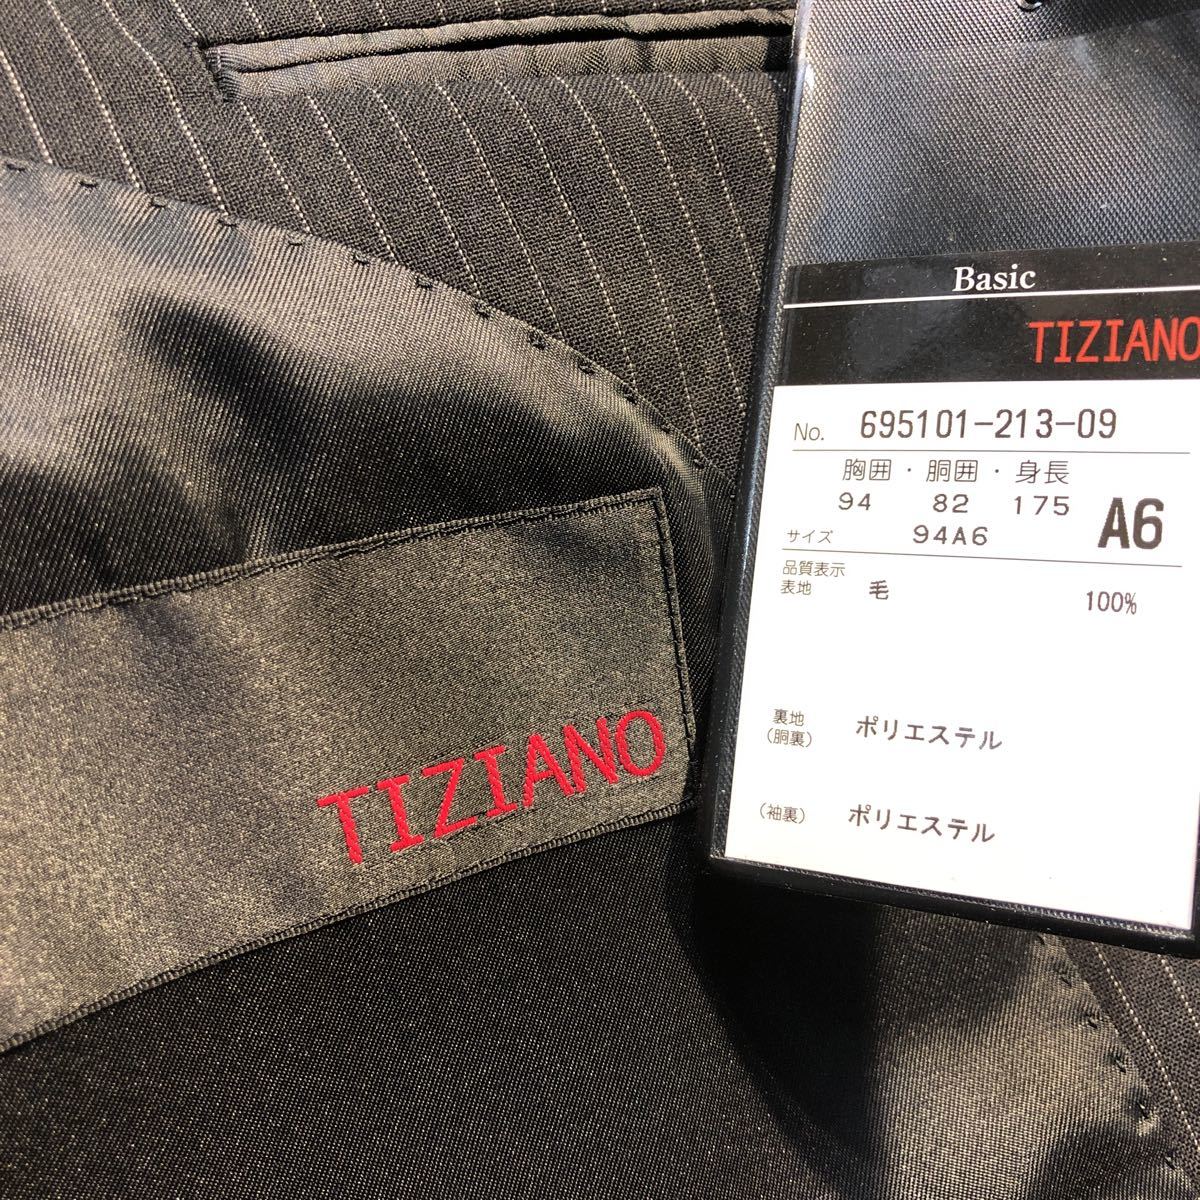 Basic
TIZIANO
No. 695101-213-09
胸囲・胴囲・身長
94 82 175
A6
サイズ 94A6
品質表示
表地 毛 100%
裏地
(胴裏) ポリエステル
(袖裏) ポリエステル
TIZIANO